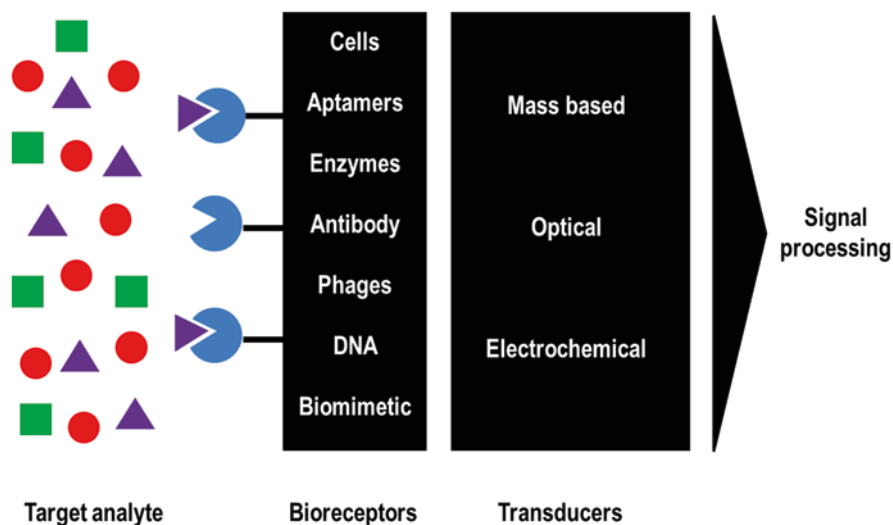 Cells
Aptamers
Enzymes
Antibody
Phages
DNA
Biomimetic
Mass based
Optical
Electrochemical
Signal
processing
Target analyte
Bioreceptors
Transducers